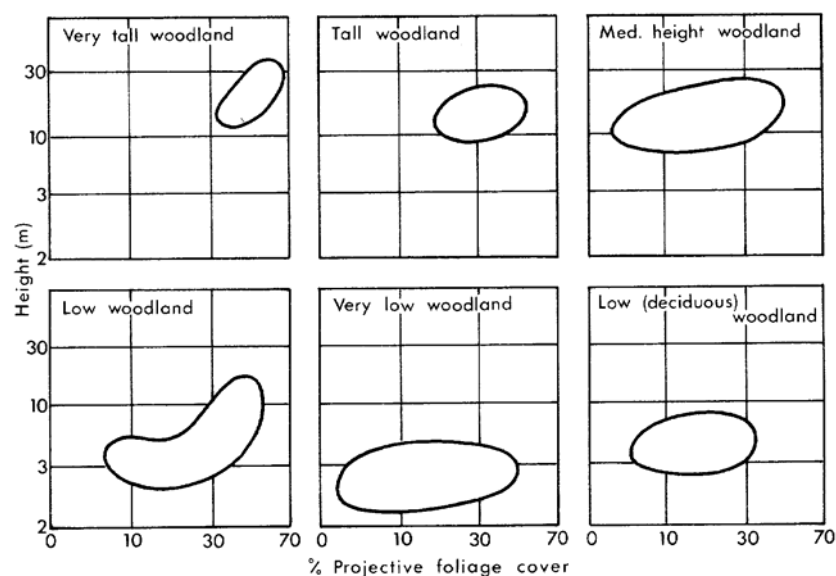 Very tall woodland
Tall woodland
Med. height woodland
30
10
3
2
Height (m)
Low woodland
Very low woodland
Low (deciduous)
woodland
30
10
3
2
0 10 30 70
0 10 30 70
0 10 30 70
% Projective foliage cover